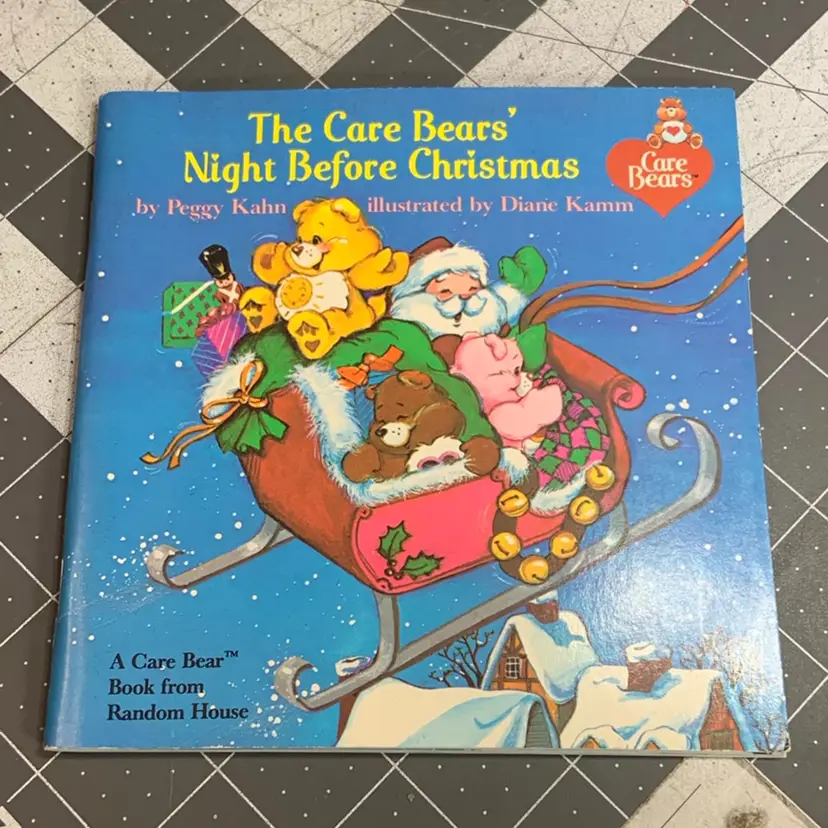 The Care Bears'
Night Before Christmas
by Peggy Kahn illustrated by Diane Kamm
Care
Bears™
A Care Bear™
Book from
Random House